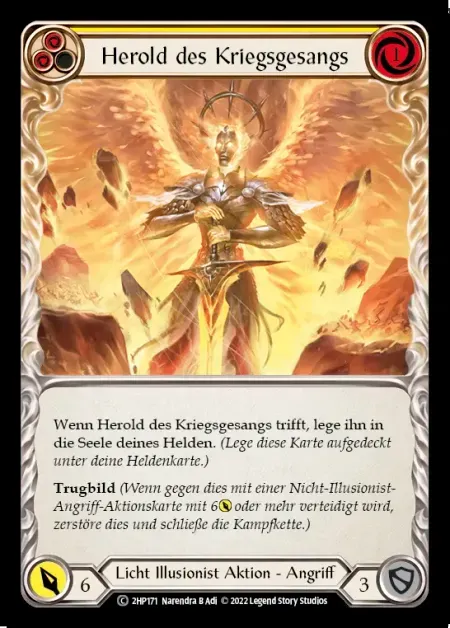 Herold des Kriegsgesangs
1
Wenn Herold des Kriegsgesangs trifft, lege ihn in
die Seele deines Helden. (Lege diese Karte aufgedeckt
unter deine Heldenkarte.)
Trugbild (Wenn gegen dies mit einer Nicht-Illusionist-
Angriff-Aktionskarte mit 6 oder mehr verteidigt wird,
zerstöre dies und schließe die Kampfkette.)
6 Licht Illusionist Aktion - Angriff 3
C 2HP171 Narendra B Adi © 2022 Legend Story Studios